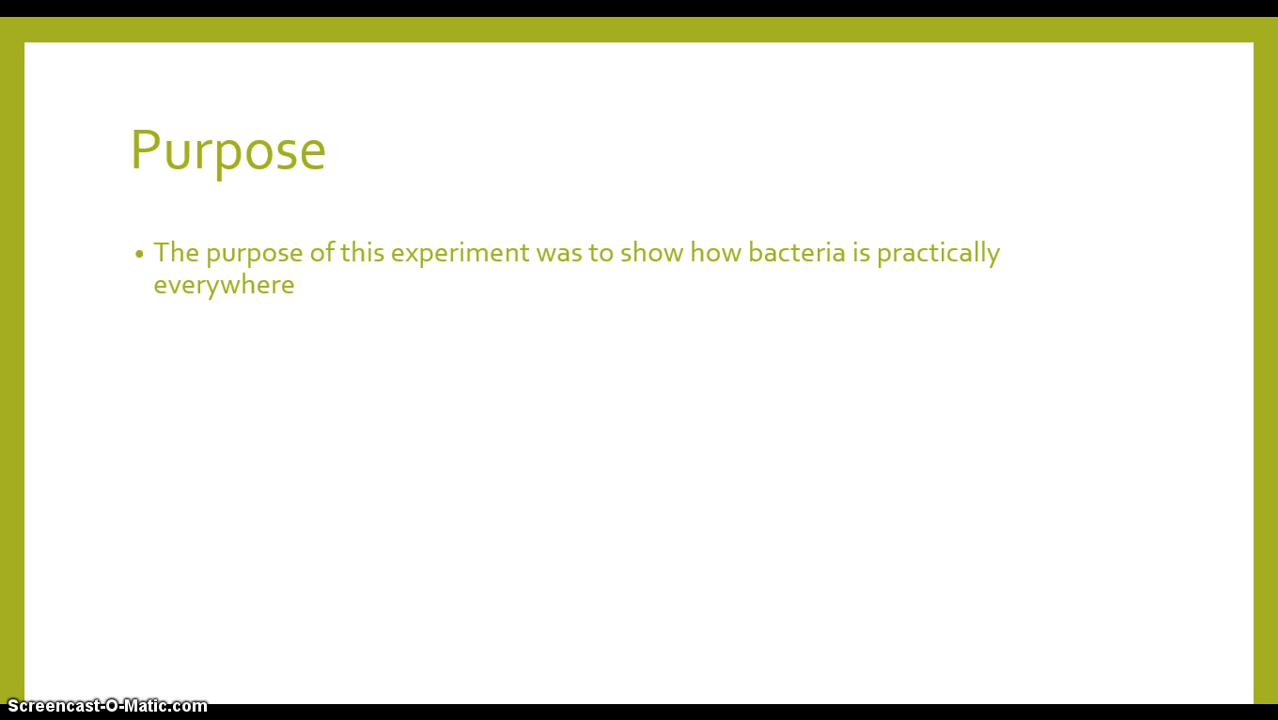 Purpose
• The purpose of this experiment was to show how bacteria is practically
everywhere
Screencast-O-Matic.com